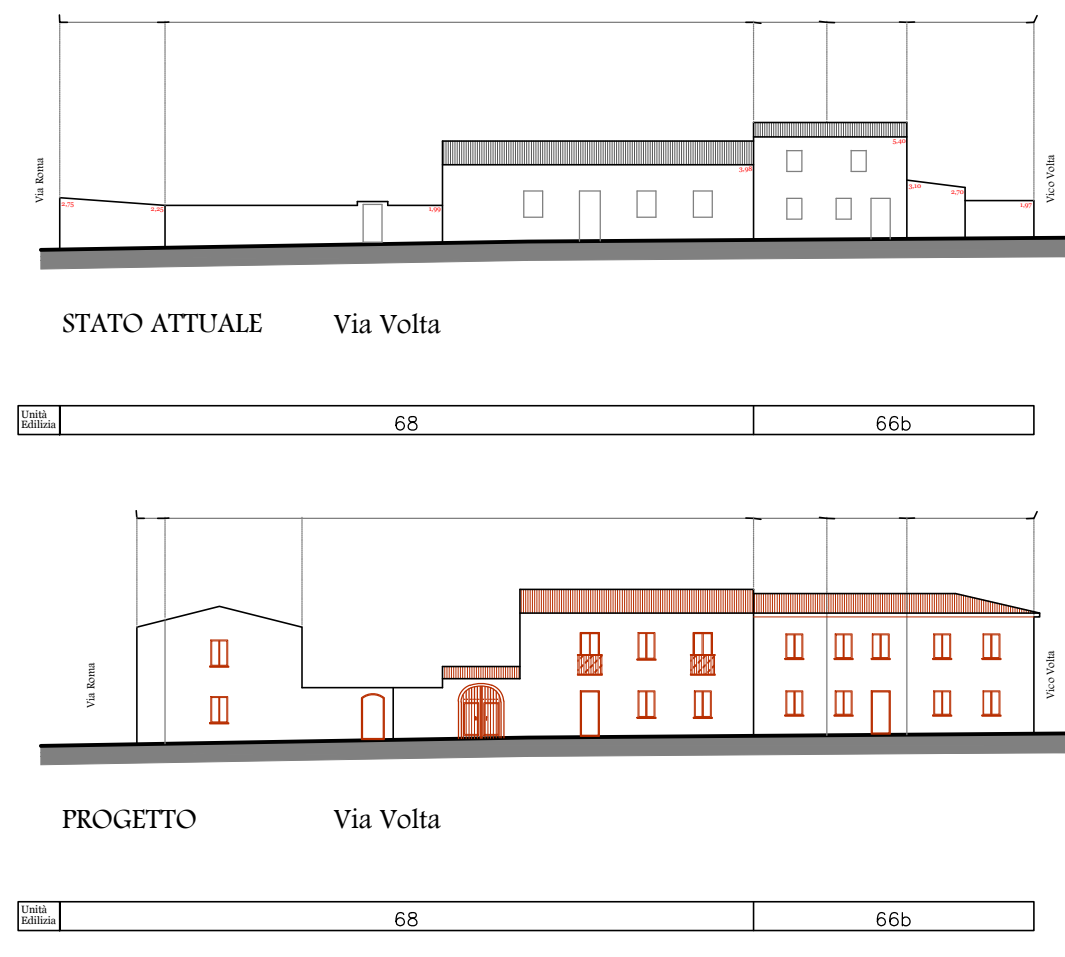 Via Roma
2,75
2,25
1,99
3,98
5,40
3,10
2,70
1,97
Vico Volta
STATO ATTUALE Via Volta
Unità
Edilizia
68
66b
Via Roma
Vico Volta
PROGETTO Via Volta
Unità
Edilizia
68
66b